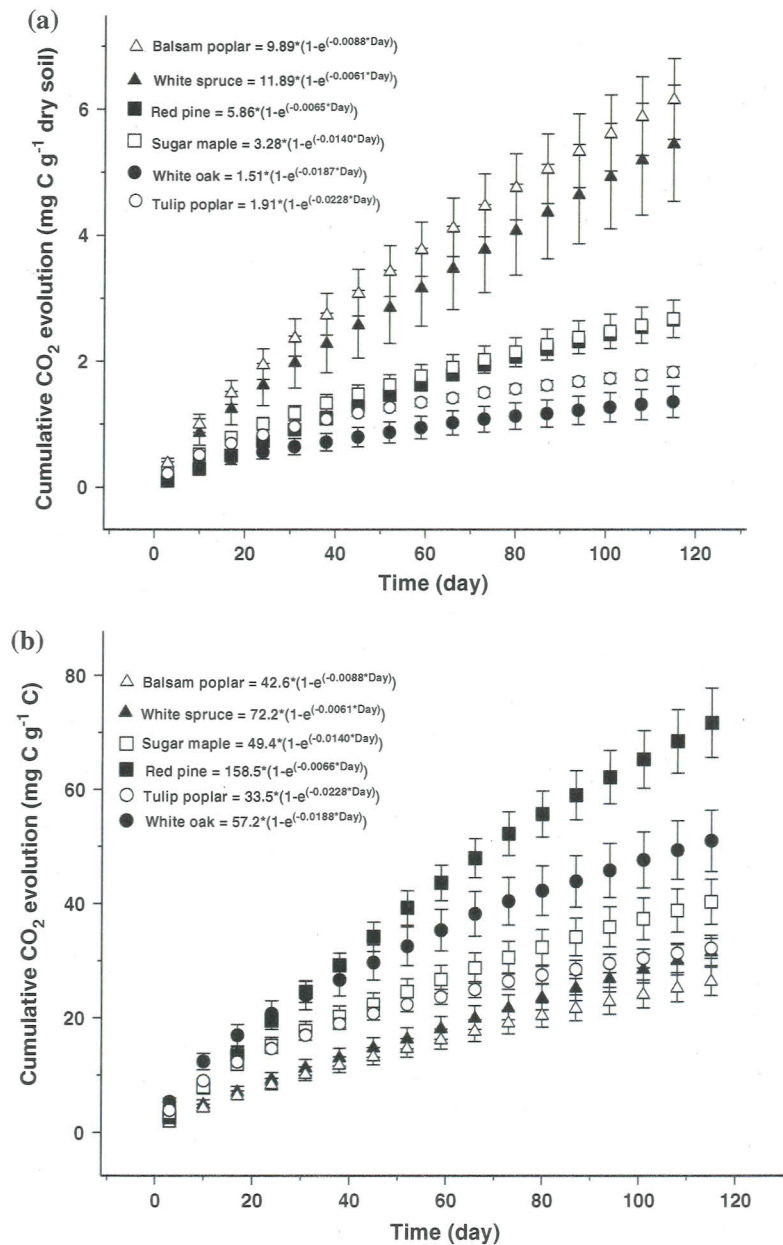 (a)
Cumulative CO₂ evolution (mg C g⁻¹ dry soil)
△ Balsam poplar = 9.89*(1-e^(-0.0088*Day))
▲ White spruce = 11.89*(1-e^(-0.0061*Day))
■ Red pine = 5.86*(1-e^(-0.0065*Day))
□ Sugar maple = 3.28*(1-e^(-0.0140*Day))
● White oak = 1.51*(1-e^(-0.0187*Day))
○ Tulip poplar = 1.91*(1-e^(-0.0228*Day))
6
4
2
0
0 20 40 60 80 100 120
Time (day)
(b)
Cumulative CO₂ evolution (mg C g⁻¹ C)
△ Balsam poplar = 42.6*(1-e^(-0.0088*Day))
▲ White spruce = 72.2*(1-e^(-0.0061*Day))
□ Sugar maple = 49.4*(1-e^(-0.0140*Day))
■ Red pine = 158.5*(1-e^(-0.0066*Day))
○ Tulip poplar = 33.5*(1-e^(-0.0228*Day))
● White oak = 57.2*(1-e^(-0.0188*Day))
80
60
40
20
0
0 20 40 60 80 100 120
Time (day)